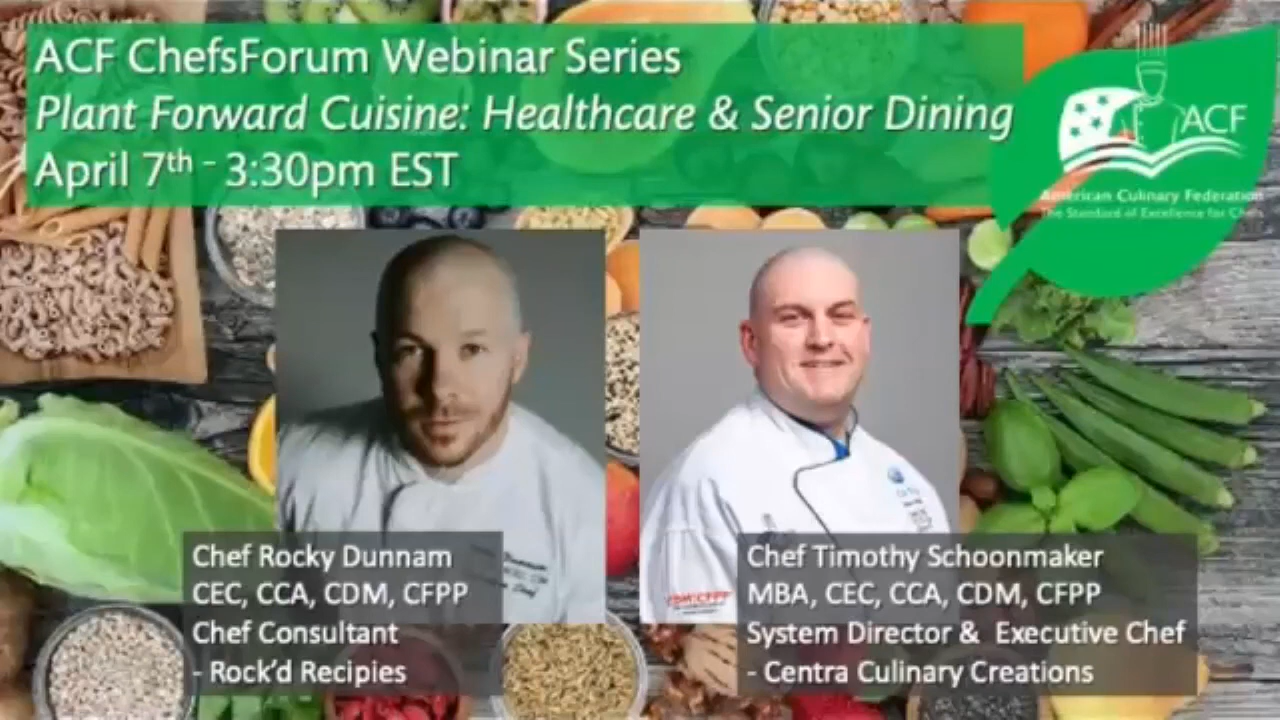 ACF ChefsForum Webinar Series
Plant Forward Cuisine: Healthcare & Senior Dining
April 7th - 3:30pm EST
ACF
American Culinary Federation
The Standard of Excellence for Chefs
CDM, CFPP
Chef Rocky Dunnam
CEC, CCA, CDM, CFPP
Chef Consultant
- Rock'd Recipies
Chef Timothy Schoonmaker
MBA, CEC, CCA, CDM, CFPP
System Director & Executive Chef
- Centra Culinary Creations